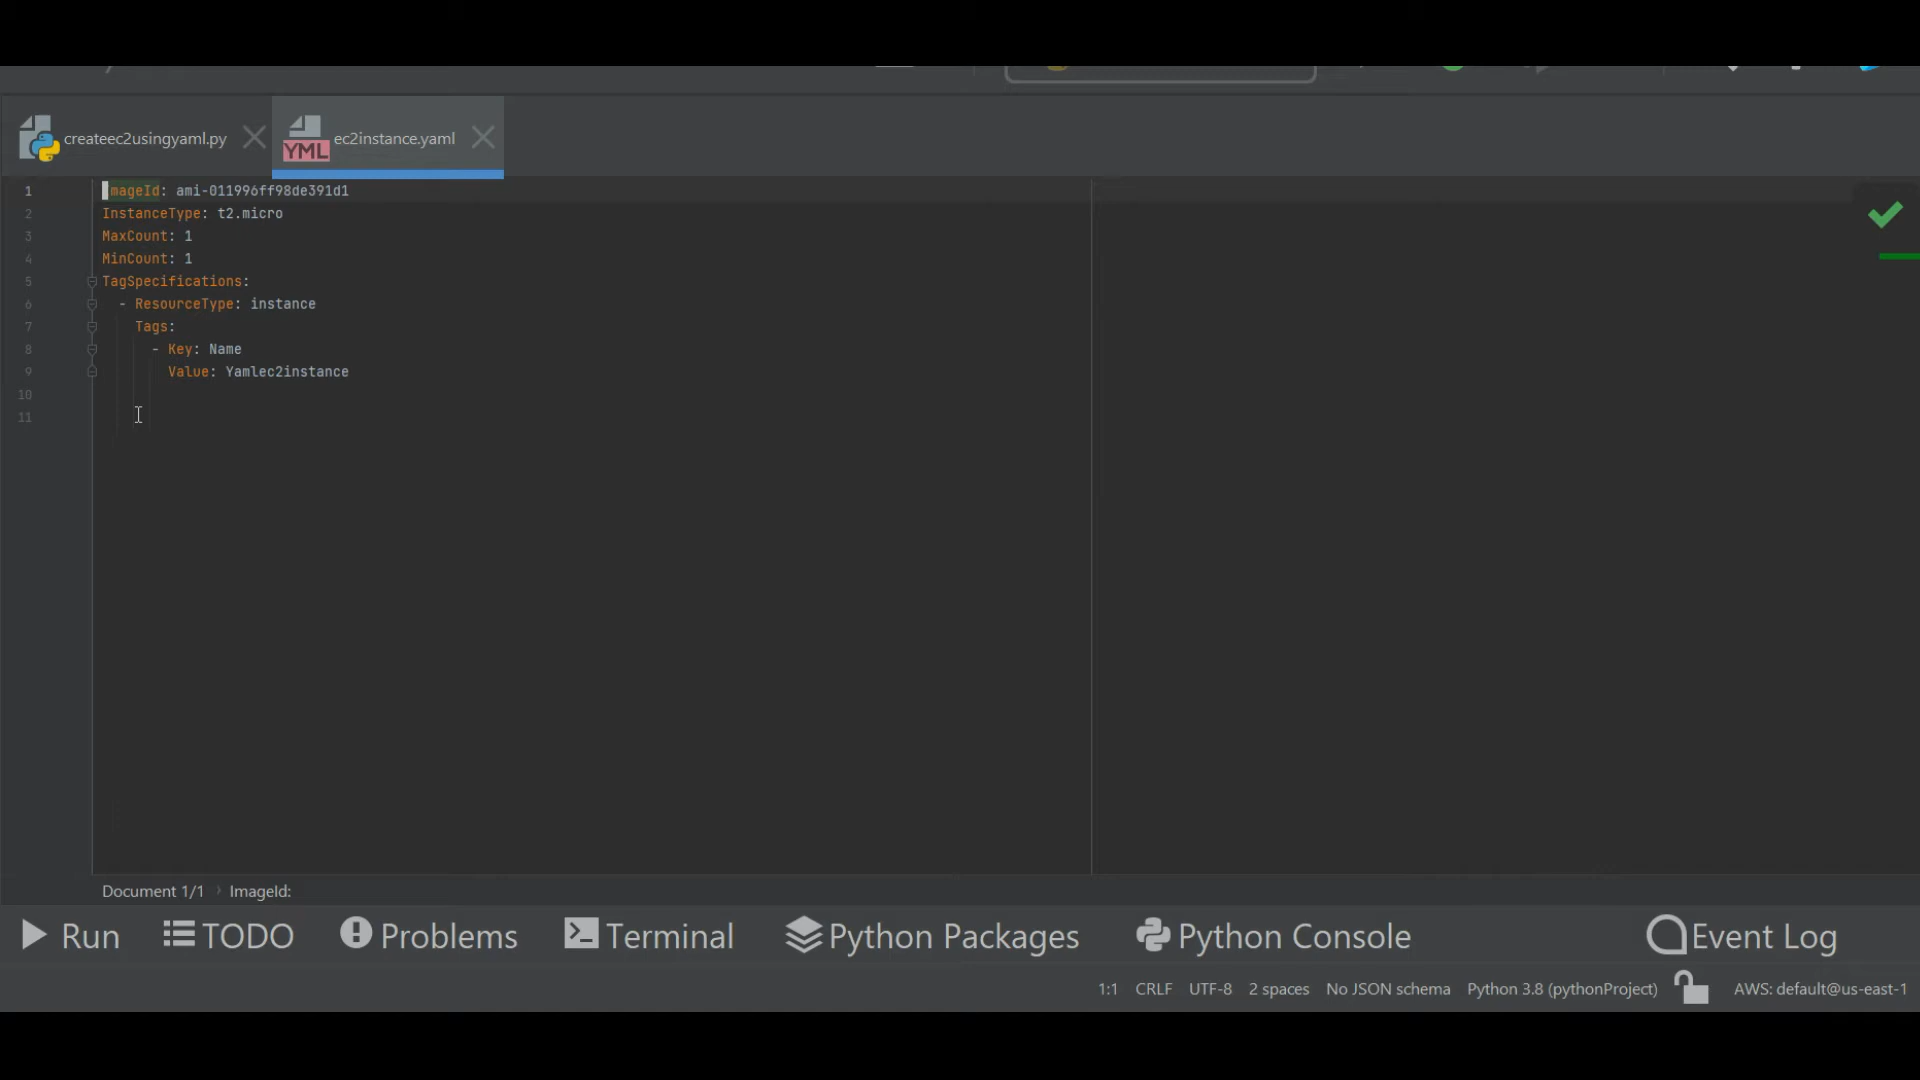 createec2usingyaml.py
YML ec2instance.yaml
1 ImageId: ami-011996ff98de391d1
2 InstanceType: t2.micro
3 MaxCount: 1
4 MinCount: 1
5 TagSpecifications:
6 - ResourceType: instance
7 Tags:
8 - Key: Name
9 Value: Yamlec2instance
10
11
Document 1/1 › ImageId:
Run TODO Problems Terminal Python Packages Python Console Event Log
1:1 CRLF UTF-8 2 spaces No JSON schema Python 3.8 (pythonProject) AWS: default@us-east-1